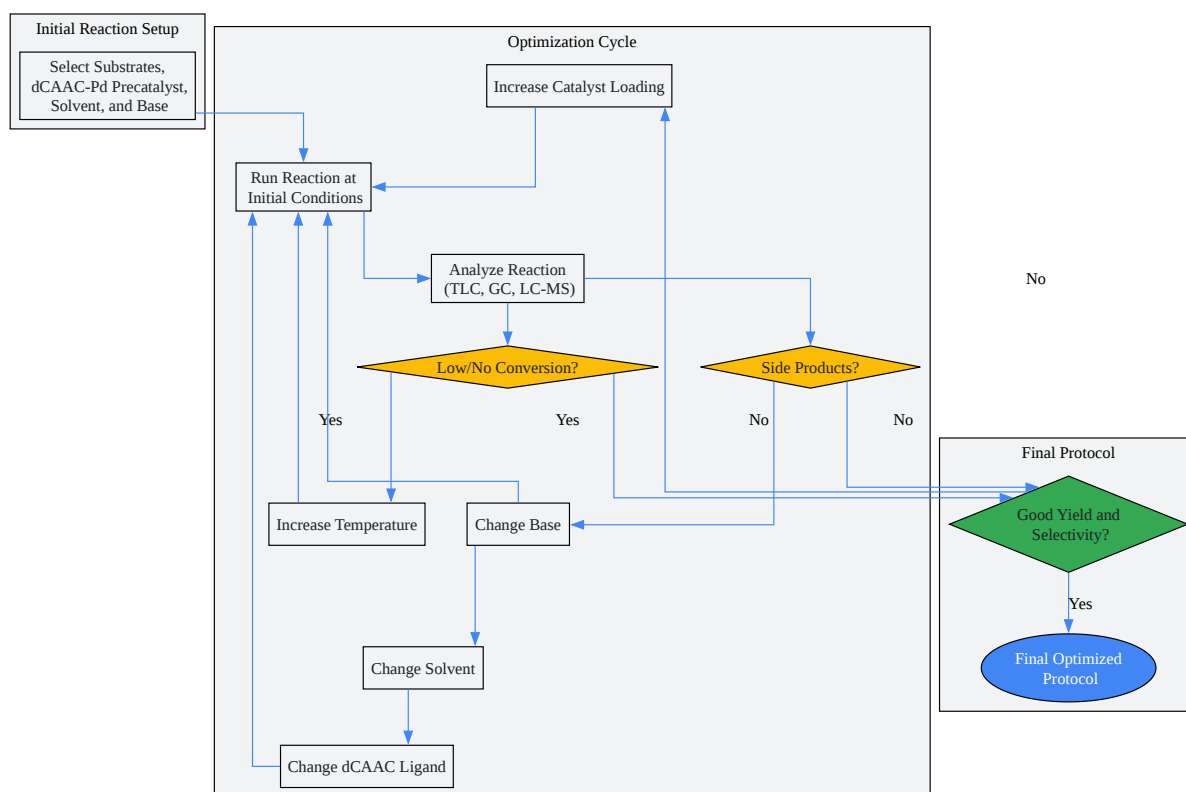 Initial Reaction Setup
Select Substrates,
dCAAC-Pd Precatalyst,
Solvent, and Base
Optimization Cycle
Increase Catalyst Loading
Run Reaction at
Initial Conditions
Analyze Reaction
(TLC, GC, LC-MS)
No
Low/No Conversion?
Side Products?
Yes
Yes
No
No
Final Protocol
Good Yield and
Selectivity?
Increase Temperature
Change Base
Yes
Change Solvent
Final Optimized
Protocol
Change dCAAC Ligand